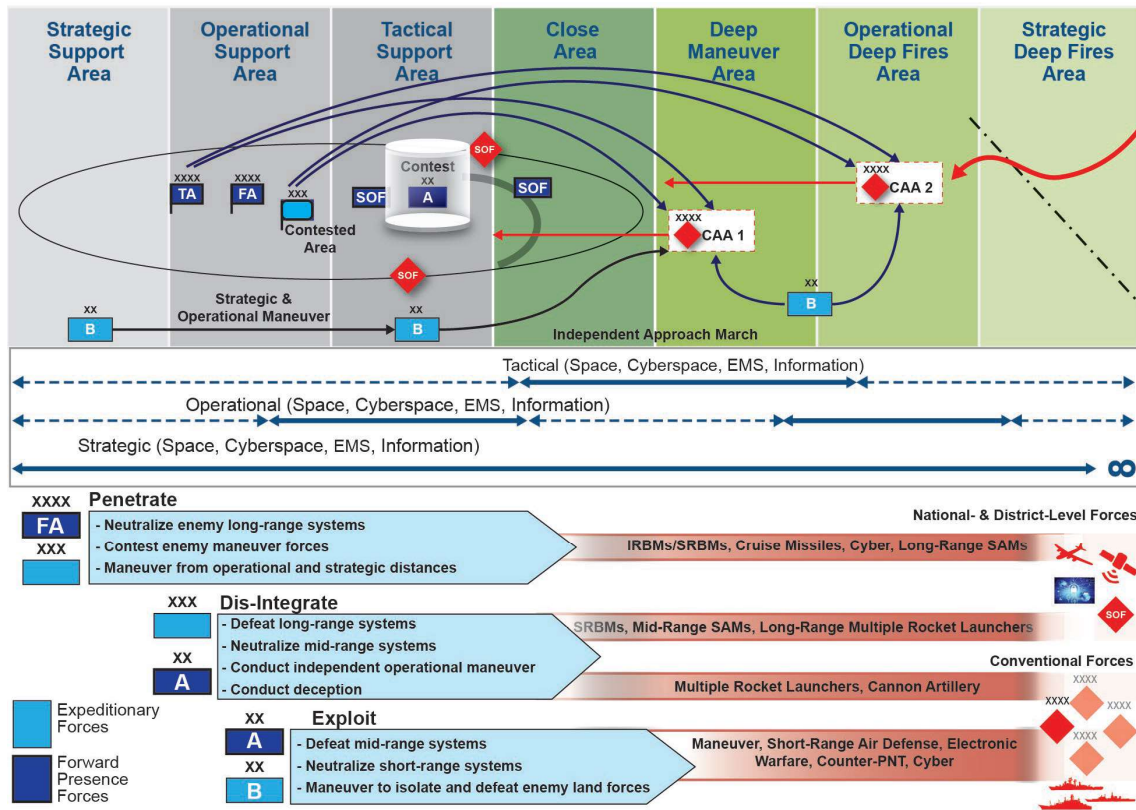 Strategic
Support
Area
Operational
Support
Area
Tactical
Support
Area
Close
Area
Deep
Maneuver
Area
Operational
Deep Fires
Area
Strategic
Deep Fires
Area
XXXX
TA
XXXX
FA
XXX
Contested
Area
SOF
Contest
XX
A
SOF
SOF
SOF
XXXX
CAA 1
XXXX
CAA 2
XX
B
XX
B
Strategic &
Operational Maneuver
XX
B
Independent Approach March
Tactical (Space, Cyberspace, EMS, Information)
Operational (Space, Cyberspace, EMS, Information)
Strategic (Space, Cyberspace, EMS, Information)
8
XXXX
FA
XXX
Penetrate
- Neutralize enemy long-range systems
- Contest enemy maneuver forces
- Maneuver from operational and strategic distances
National- & District-Level Forces
IRBMs/SRBMs, Cruise Missiles, Cyber, Long-Range SAMs
SOF
XXX
XX
A
Dis-Integrate
- Defeat long-range systems
- Neutralize mid-range systems
- Conduct independent operational maneuver
- Conduct deception
SRBMs, Mid-Range SAMs, Long-Range Multiple Rocket Launchers
Conventional Forces
Multiple Rocket Launchers, Cannon Artillery
XXXX
XXXX
XXXX
XXXX
XX
A
XX
B
Exploit
- Defeat mid-range systems
- Neutralize short-range systems
- Maneuver to isolate and defeat enemy land forces
Maneuver, Short-Range Air Defense, Electronic
Warfare, Counter-PNT, Cyber
Expeditionary
Forces
Forward
Presence
Forces